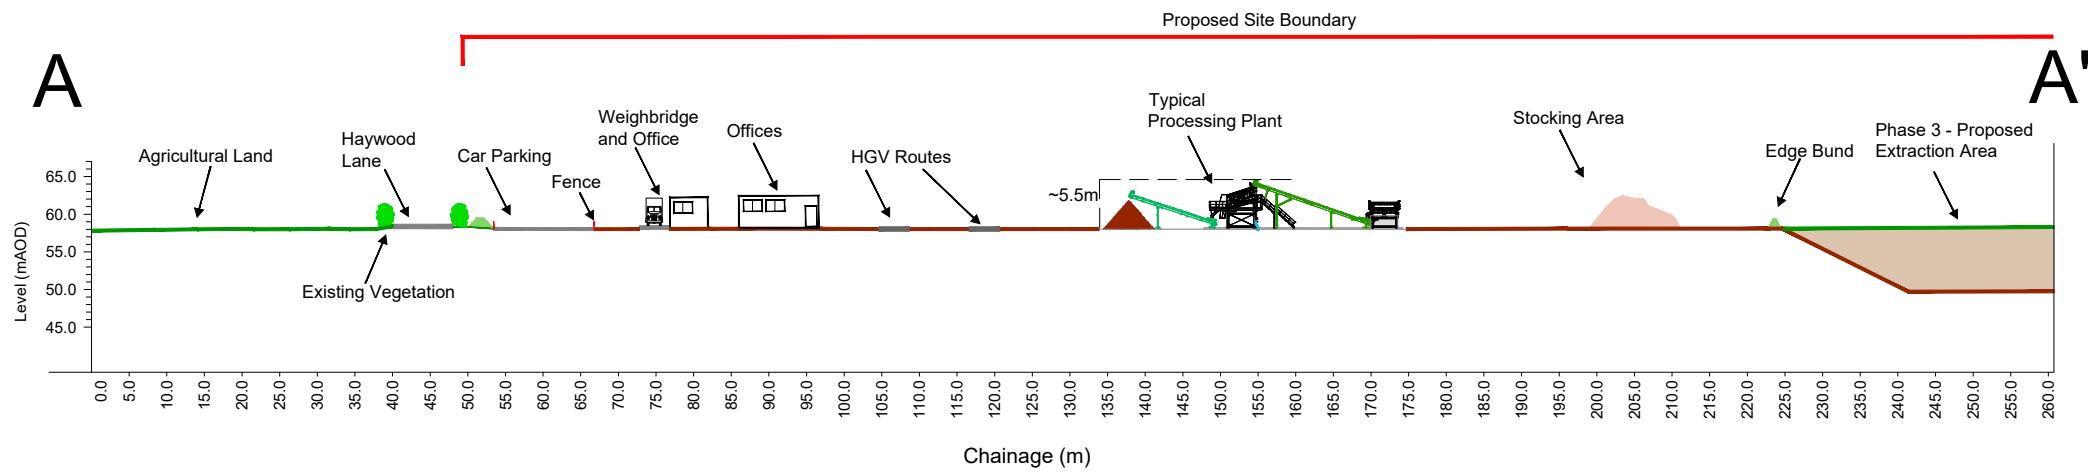 Proposed Site Boundary
A
A'
Typical
Processing Plant
Weighbridge
and Office
Offices
Stocking Area
Phase 3 - Proposed
Extraction Area
Haywood
Lane
Agricultural Land
Car Parking
HGV Routes
Edge Bund
Fence
~5.5m
Existing Vegetation
Level (mAOD)
65.0
60.0
55.0
50.0
45.0
0.0
5.0
10.0
15.0
20.0
25.0
30.0
35.0
40.0
45.0
50.0
55.0
60.0
65.0
70.0
75.0
80.0
85.0
90.0
95.0
100.0
105.0
110.0
115.0
120.0
125.0
130.0
135.0
140.0
145.0
150.0
155.0
160.0
165.0
170.0
175.0
180.0
185.0
190.0
195.0
200.0
205.0
210.0
215.0
220.0
225.0
230.0
235.0
240.0
245.0
250.0
255.0
260.0
Chainage (m)